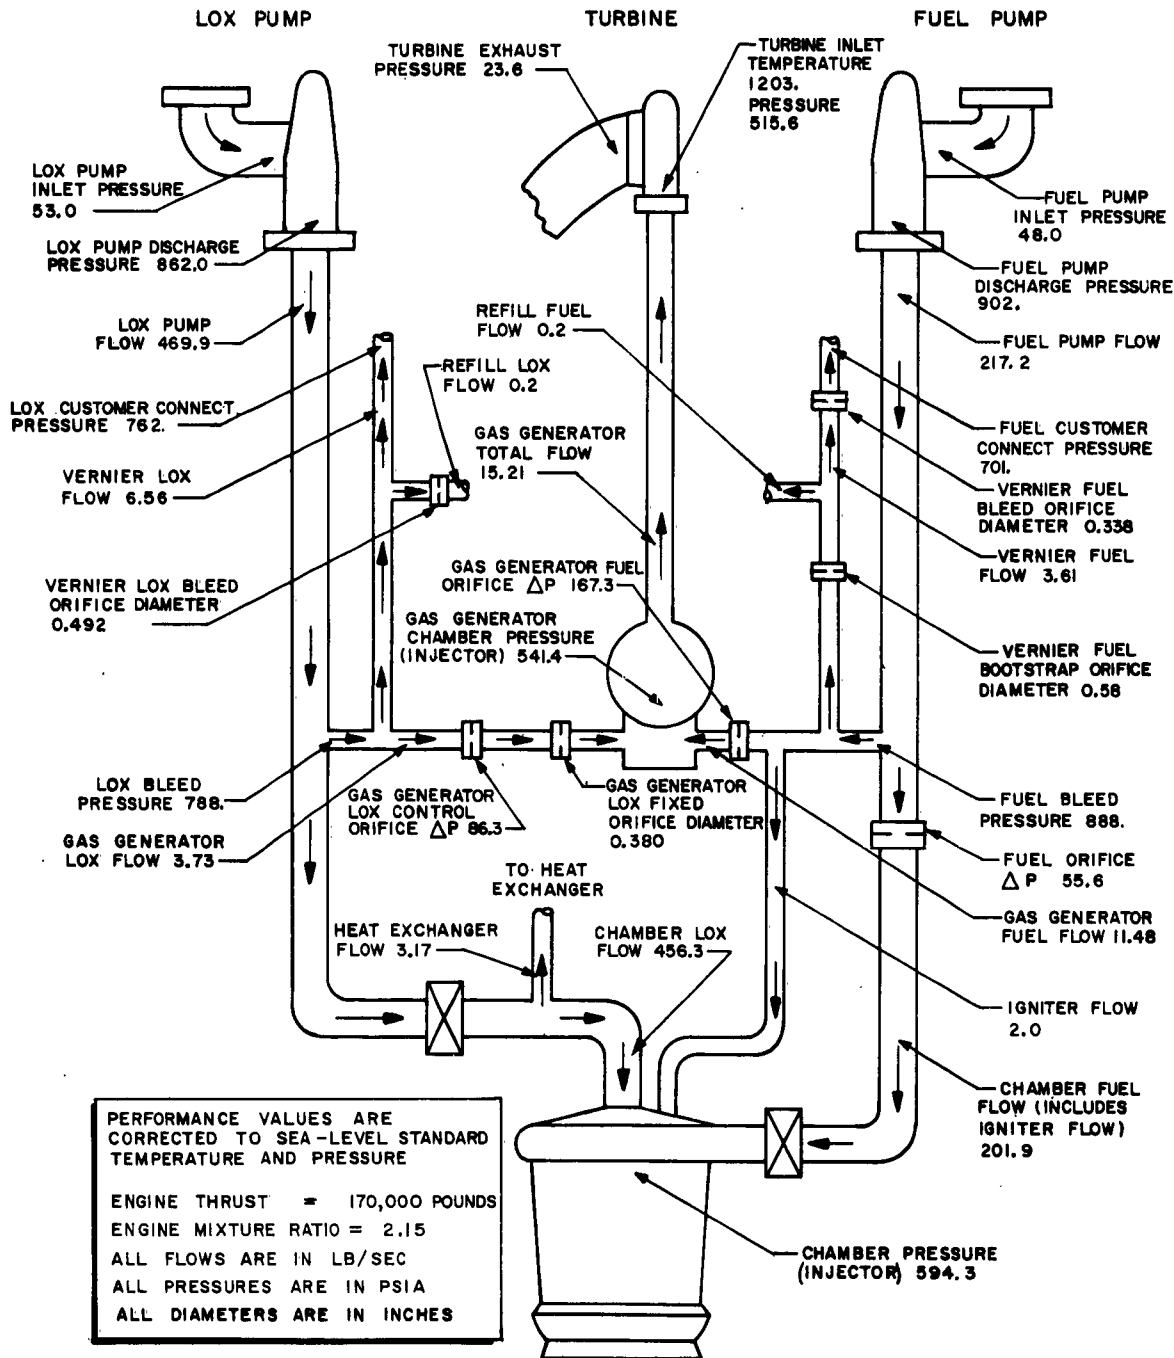 LOX PUMP
TURBINE
FUEL PUMP
TURBINE EXHAUST
PRESSURE 23.6
TURBINE INLET
TEMPERATURE
1203.
PRESSURE
515.6
LOX PUMP
INLET PRESSURE
53.0
FUEL PUMP
INLET PRESSURE
48.0
LOX PUMP DISCHARGE
PRESSURE 862.0
FUEL PUMP
DISCHARGE PRESSURE
902.
LOX PUMP
FLOW 469.9
REFILL FUEL
FLOW 0.2
FUEL PUMP FLOW
217.2
REFILL LOX
FLOW 0.2
LOX CUSTOMER CONNECT
PRESSURE 762.
GAS GENERATOR
TOTAL FLOW
15.21
FUEL CUSTOMER
CONNECT PRESSURE
701.
VERNIER LOX
FLOW 6.56
VERNIER FUEL
BLEED ORIFICE
DIAMETER 0.338
VERNIER FUEL
FLOW 3.61
GAS GENERATOR FUEL
ORIFICE ΔP 167.3
VERNIER LOX BLEED
ORIFICE DIAMETER
0.492
GAS GENERATOR
CHAMBER PRESSURE
(INJECTOR) 541.4
VERNIER FUEL
BOOTSTRAP ORIFICE
DIAMETER 0.58
LOX BLEED
PRESSURE 788.
GAS GENERATOR
LOX CONTROL
ORIFICE ΔP 86.3
GAS GENERATOR
LOX FIXED
ORIFICE DIAMETER
0.380
FUEL BLEED
PRESSURE 888.
GAS GENERATOR
LOX FLOW 3.73
FUEL ORIFICE
ΔP 55.6
TO HEAT
EXCHANGER
GAS GENERATOR
FUEL FLOW 11.48
HEAT EXCHANGER
FLOW 3.17
CHAMBER LOX
FLOW 456.3
IGNITER FLOW
2.0
CHAMBER FUEL
FLOW (INCLUDES
IGNITER FLOW)
201.9
PERFORMANCE VALUES ARE
CORRECTED TO SEA-LEVEL STANDARD
TEMPERATURE AND PRESSURE
ENGINE THRUST = 170,000 POUNDS
ENGINE MIXTURE RATIO = 2.15
ALL FLOWS ARE IN LB/SEC
ALL PRESSURES ARE IN PSIA
ALL DIAMETERS ARE IN INCHES
CHAMBER PRESSURE
(INJECTOR) 594.3